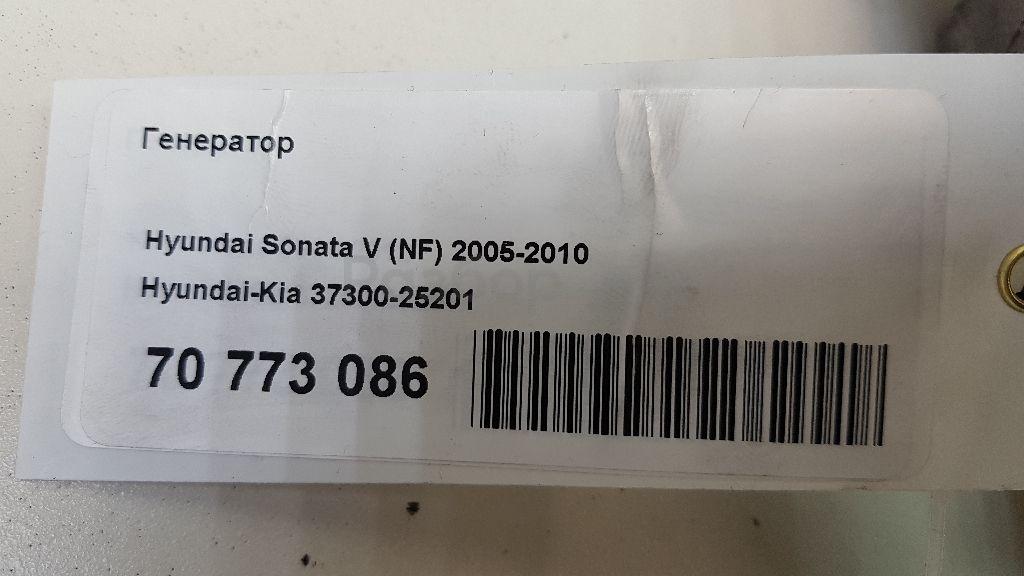 Генератор
Hyundai Sonata V (NF) 2005-2010
Hyundai-Kia 37300-25201
70 773 086